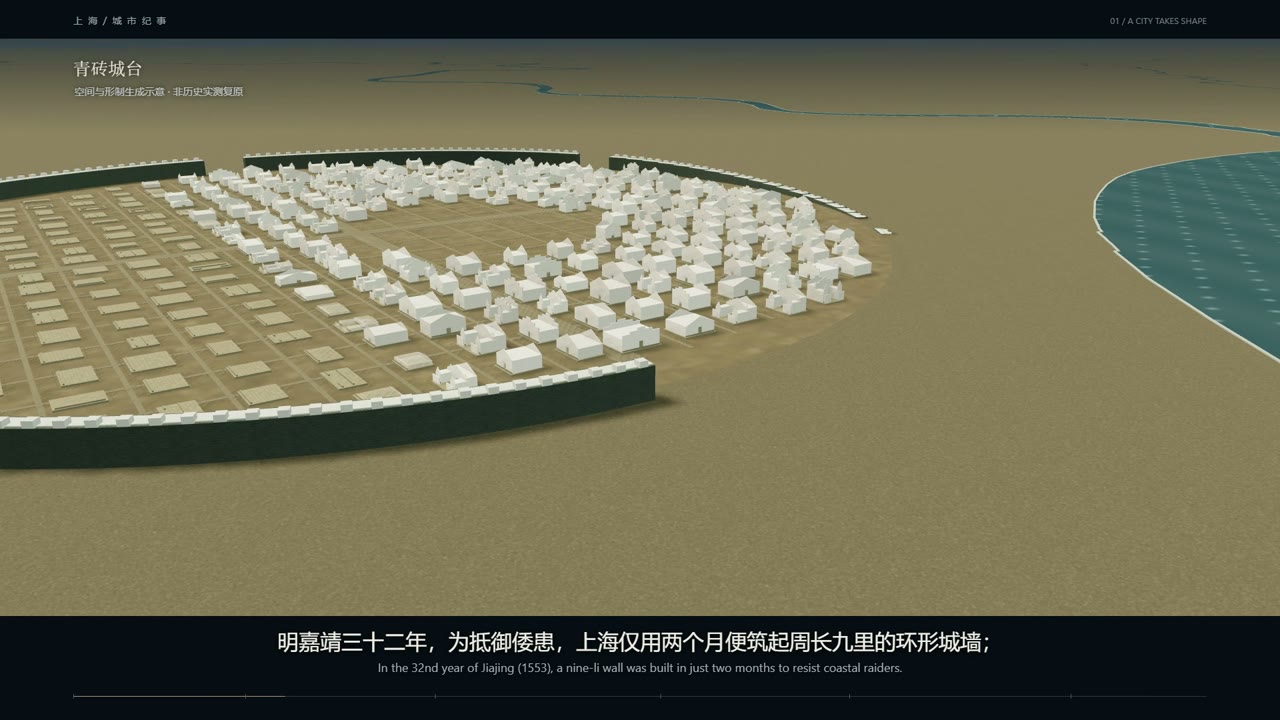 上海/城市纪事
01 / A CITY TAKES SHAPE
青砖城台
空间与形制生成示意·非历史实测复原
明嘉靖三十二年，为抵御倭患，上海仅用两个月便筑起周长九里的环形城墙；
In the 32nd year of Jiajing (1553), a nine-li wall was built in just two months to resist coastal raiders.